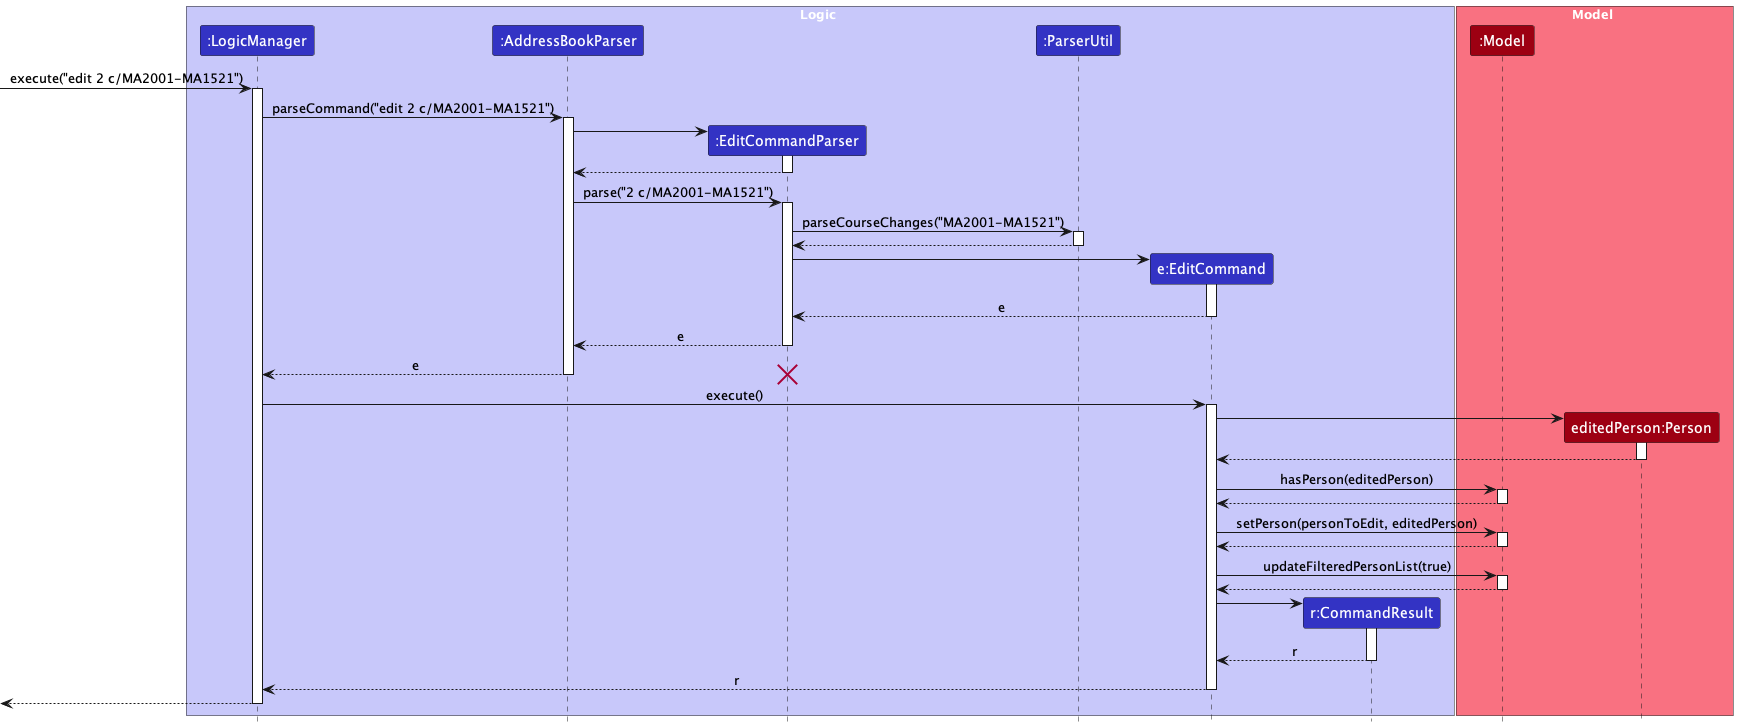 Logic
Model
:LogicManager
:AddressBookParser
:ParserUtil
:Model
execute("edit 2 c/MA2001-MA1521")
parseCommand("edit 2 c/MA2001-MA1521")
:EditCommandParser
parse("2 c/MA2001-MA1521")
parseCourseChanges("MA2001-MA1521")
e:EditCommand
e
e
e
execute()
editedPerson:Person
hasPerson(editedPerson)
setPerson(personToEdit, editedPerson)
updateFilteredPersonList(true)
r:CommandResult
r
r